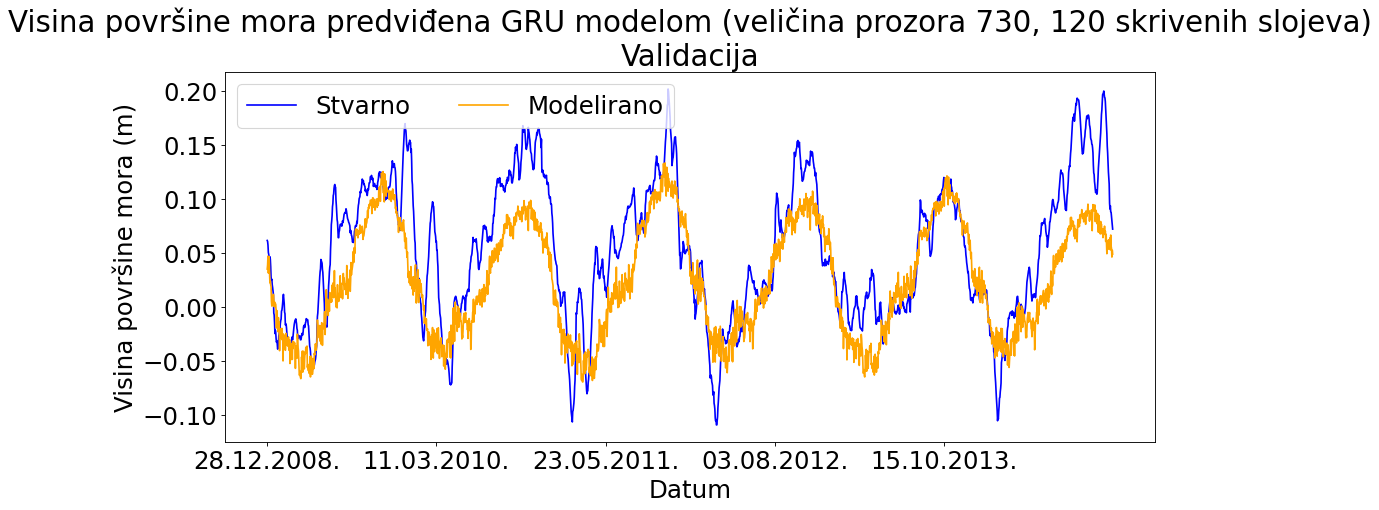 Visina površine mora predviđena GRU modelom (veličina prozora 730, 120 skrivenih slojeva)
Validacija
Stvarno
Modelirano
Visina površine mora (m)
0.20
0.15
0.10
0.05
0.00
−0.05
−0.10
28.12.2008.
11.03.2010.
23.05.2011.
03.08.2012.
15.10.2013.
Datum